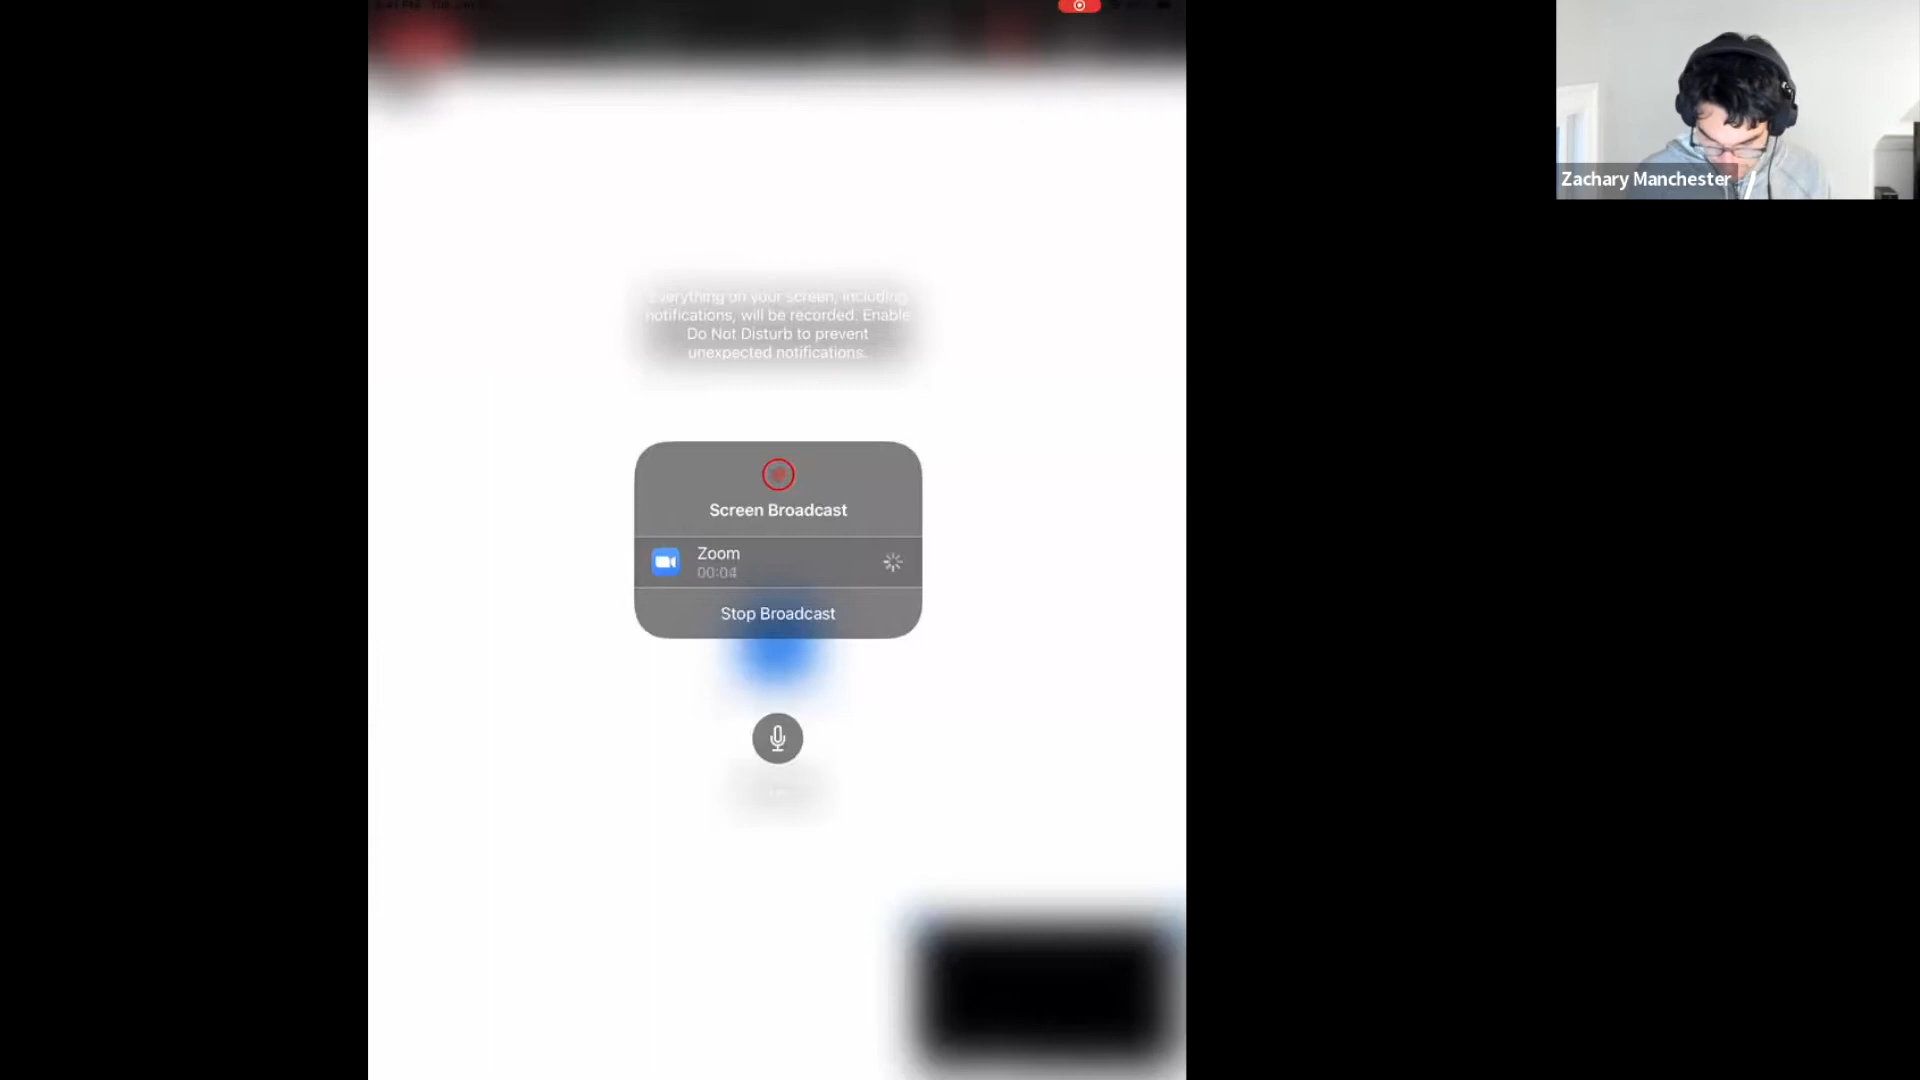 Everything on your screen, including
notifications, will be recorded. Enable
Do Not Disturb to prevent
unexpected notifications.
Screen Broadcast
Zoom
00:04
Stop Broadcast
Zachary Manchester